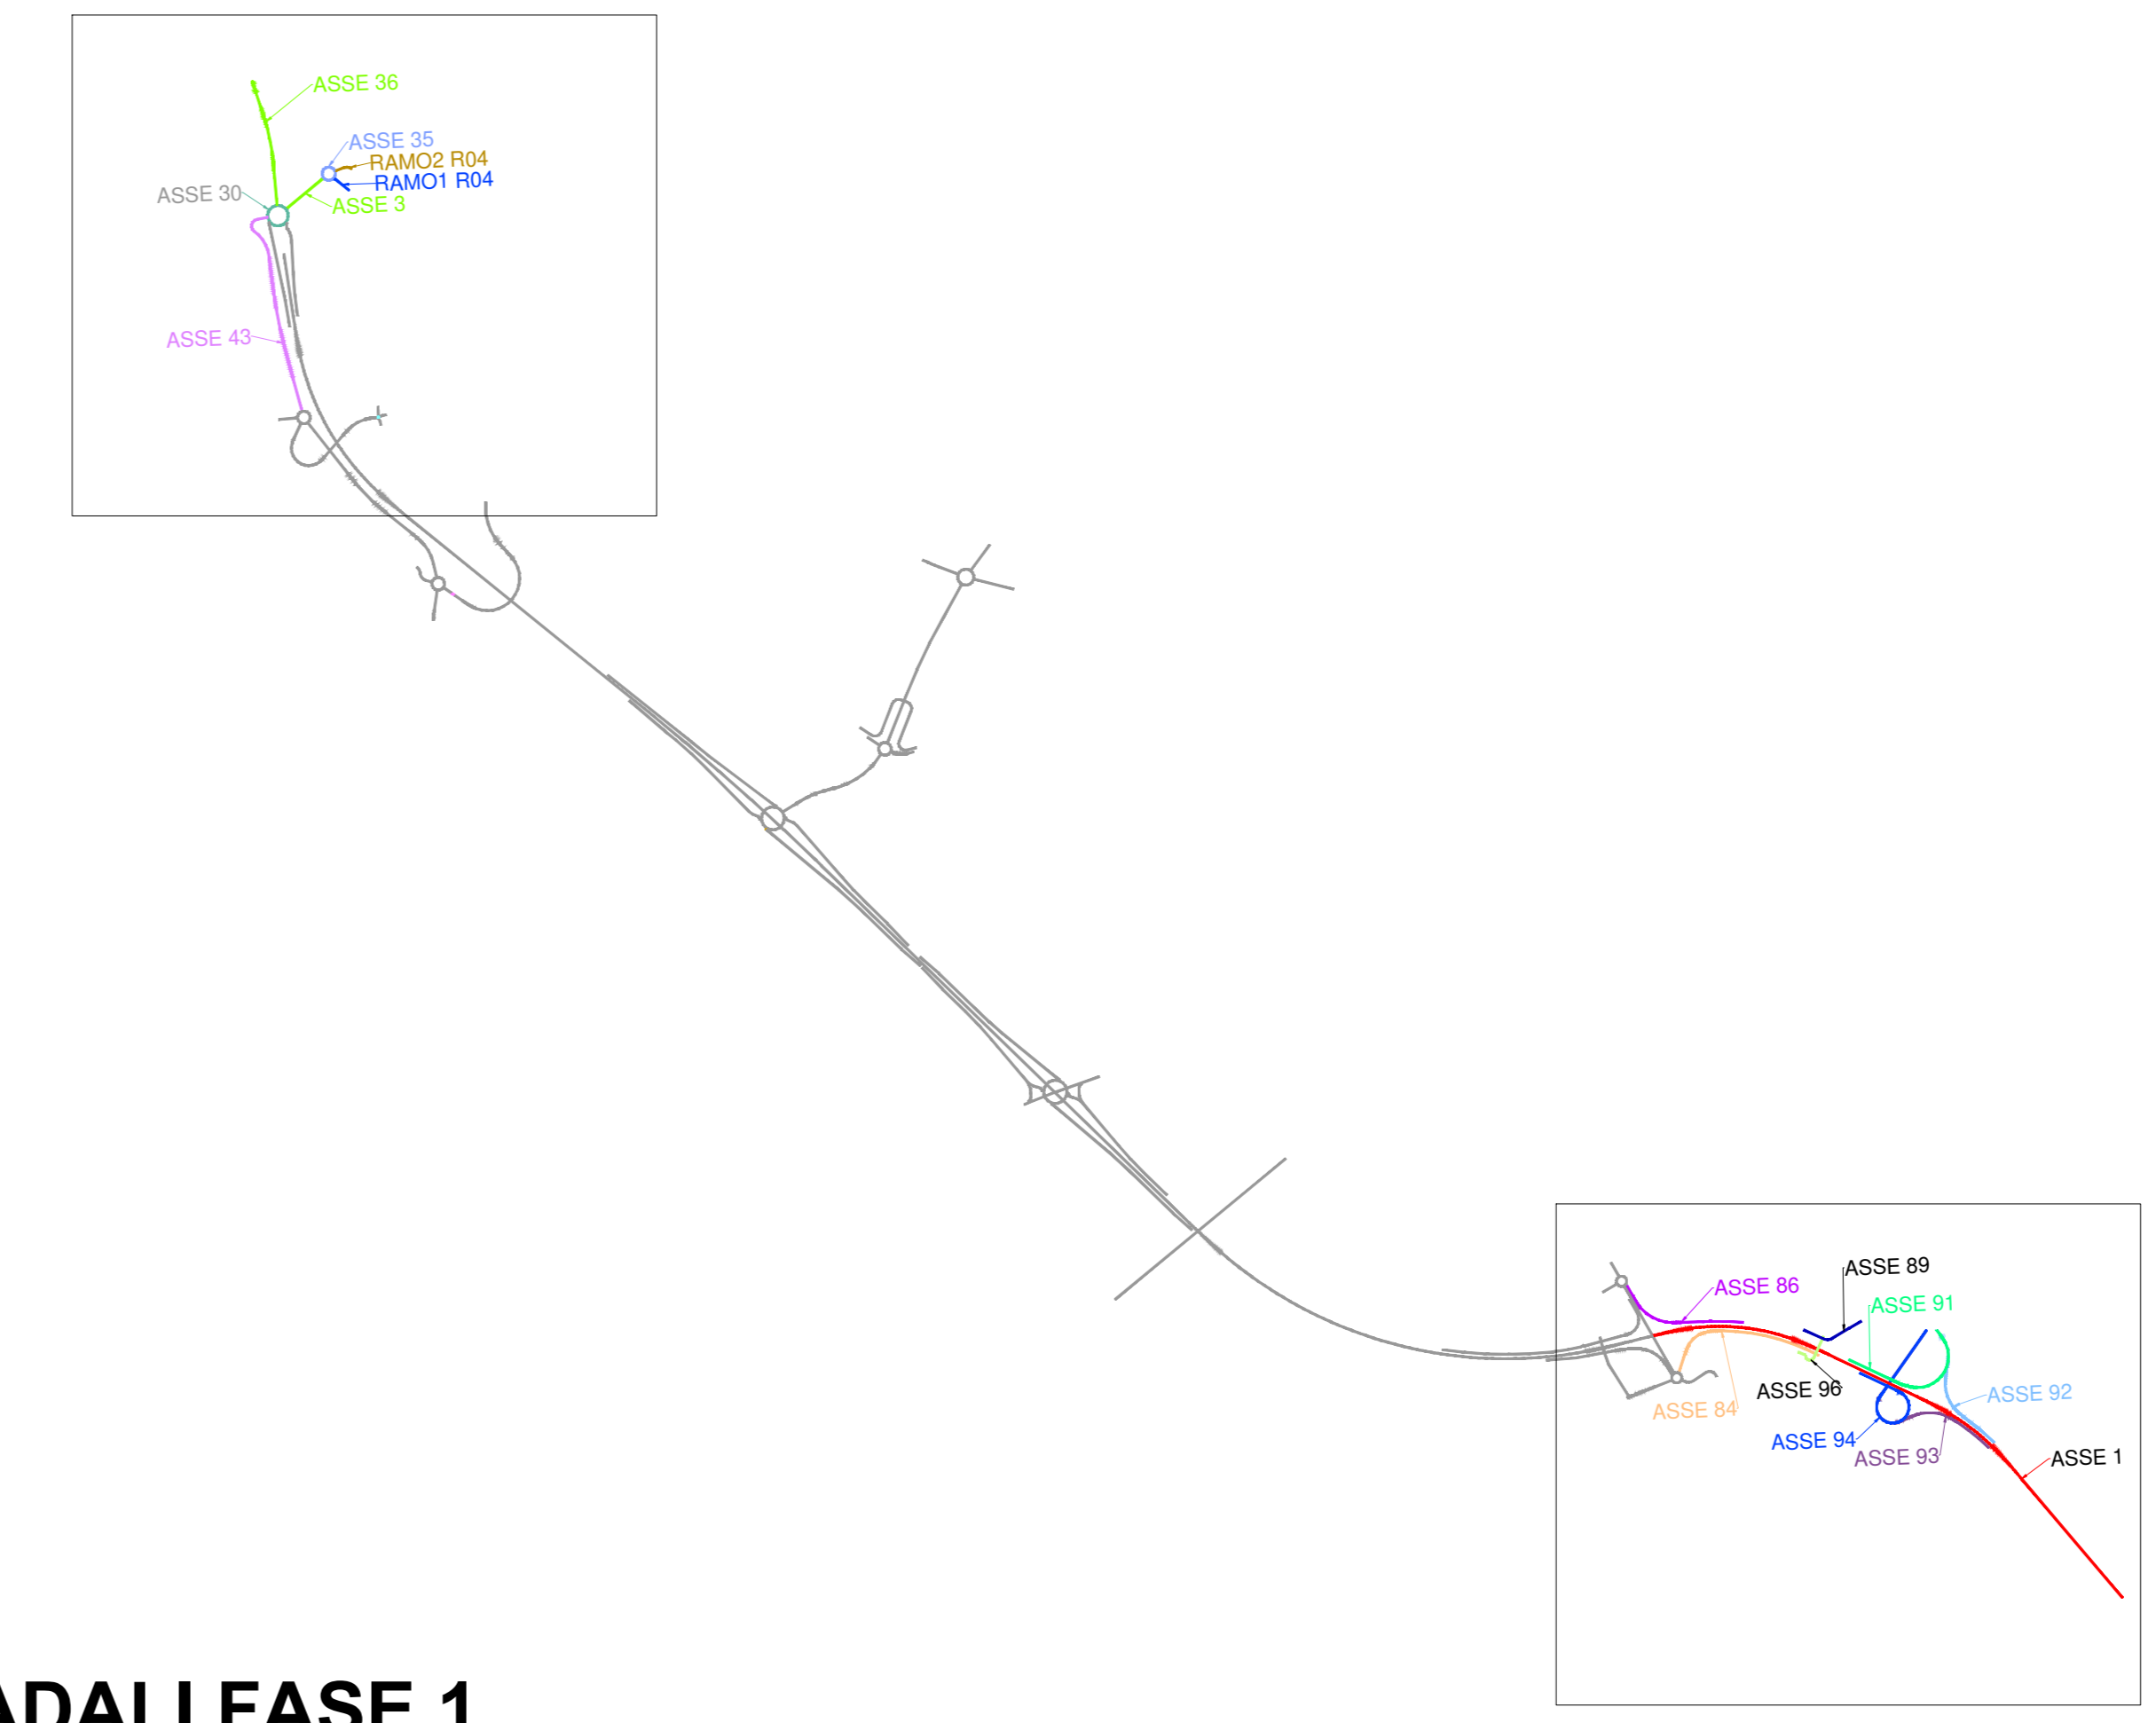 ASSE 36
ASSE 35
RAMO2 R04
RAMO1 R04
ASSE 30
ASSE 3
ASSE 43
ASSE 89
ASSE 86
ASSE 91
ASSE 96
ASSE 92
ASSE 84
ASSE 94
ASSE 93
ASSE 1
FASE 1